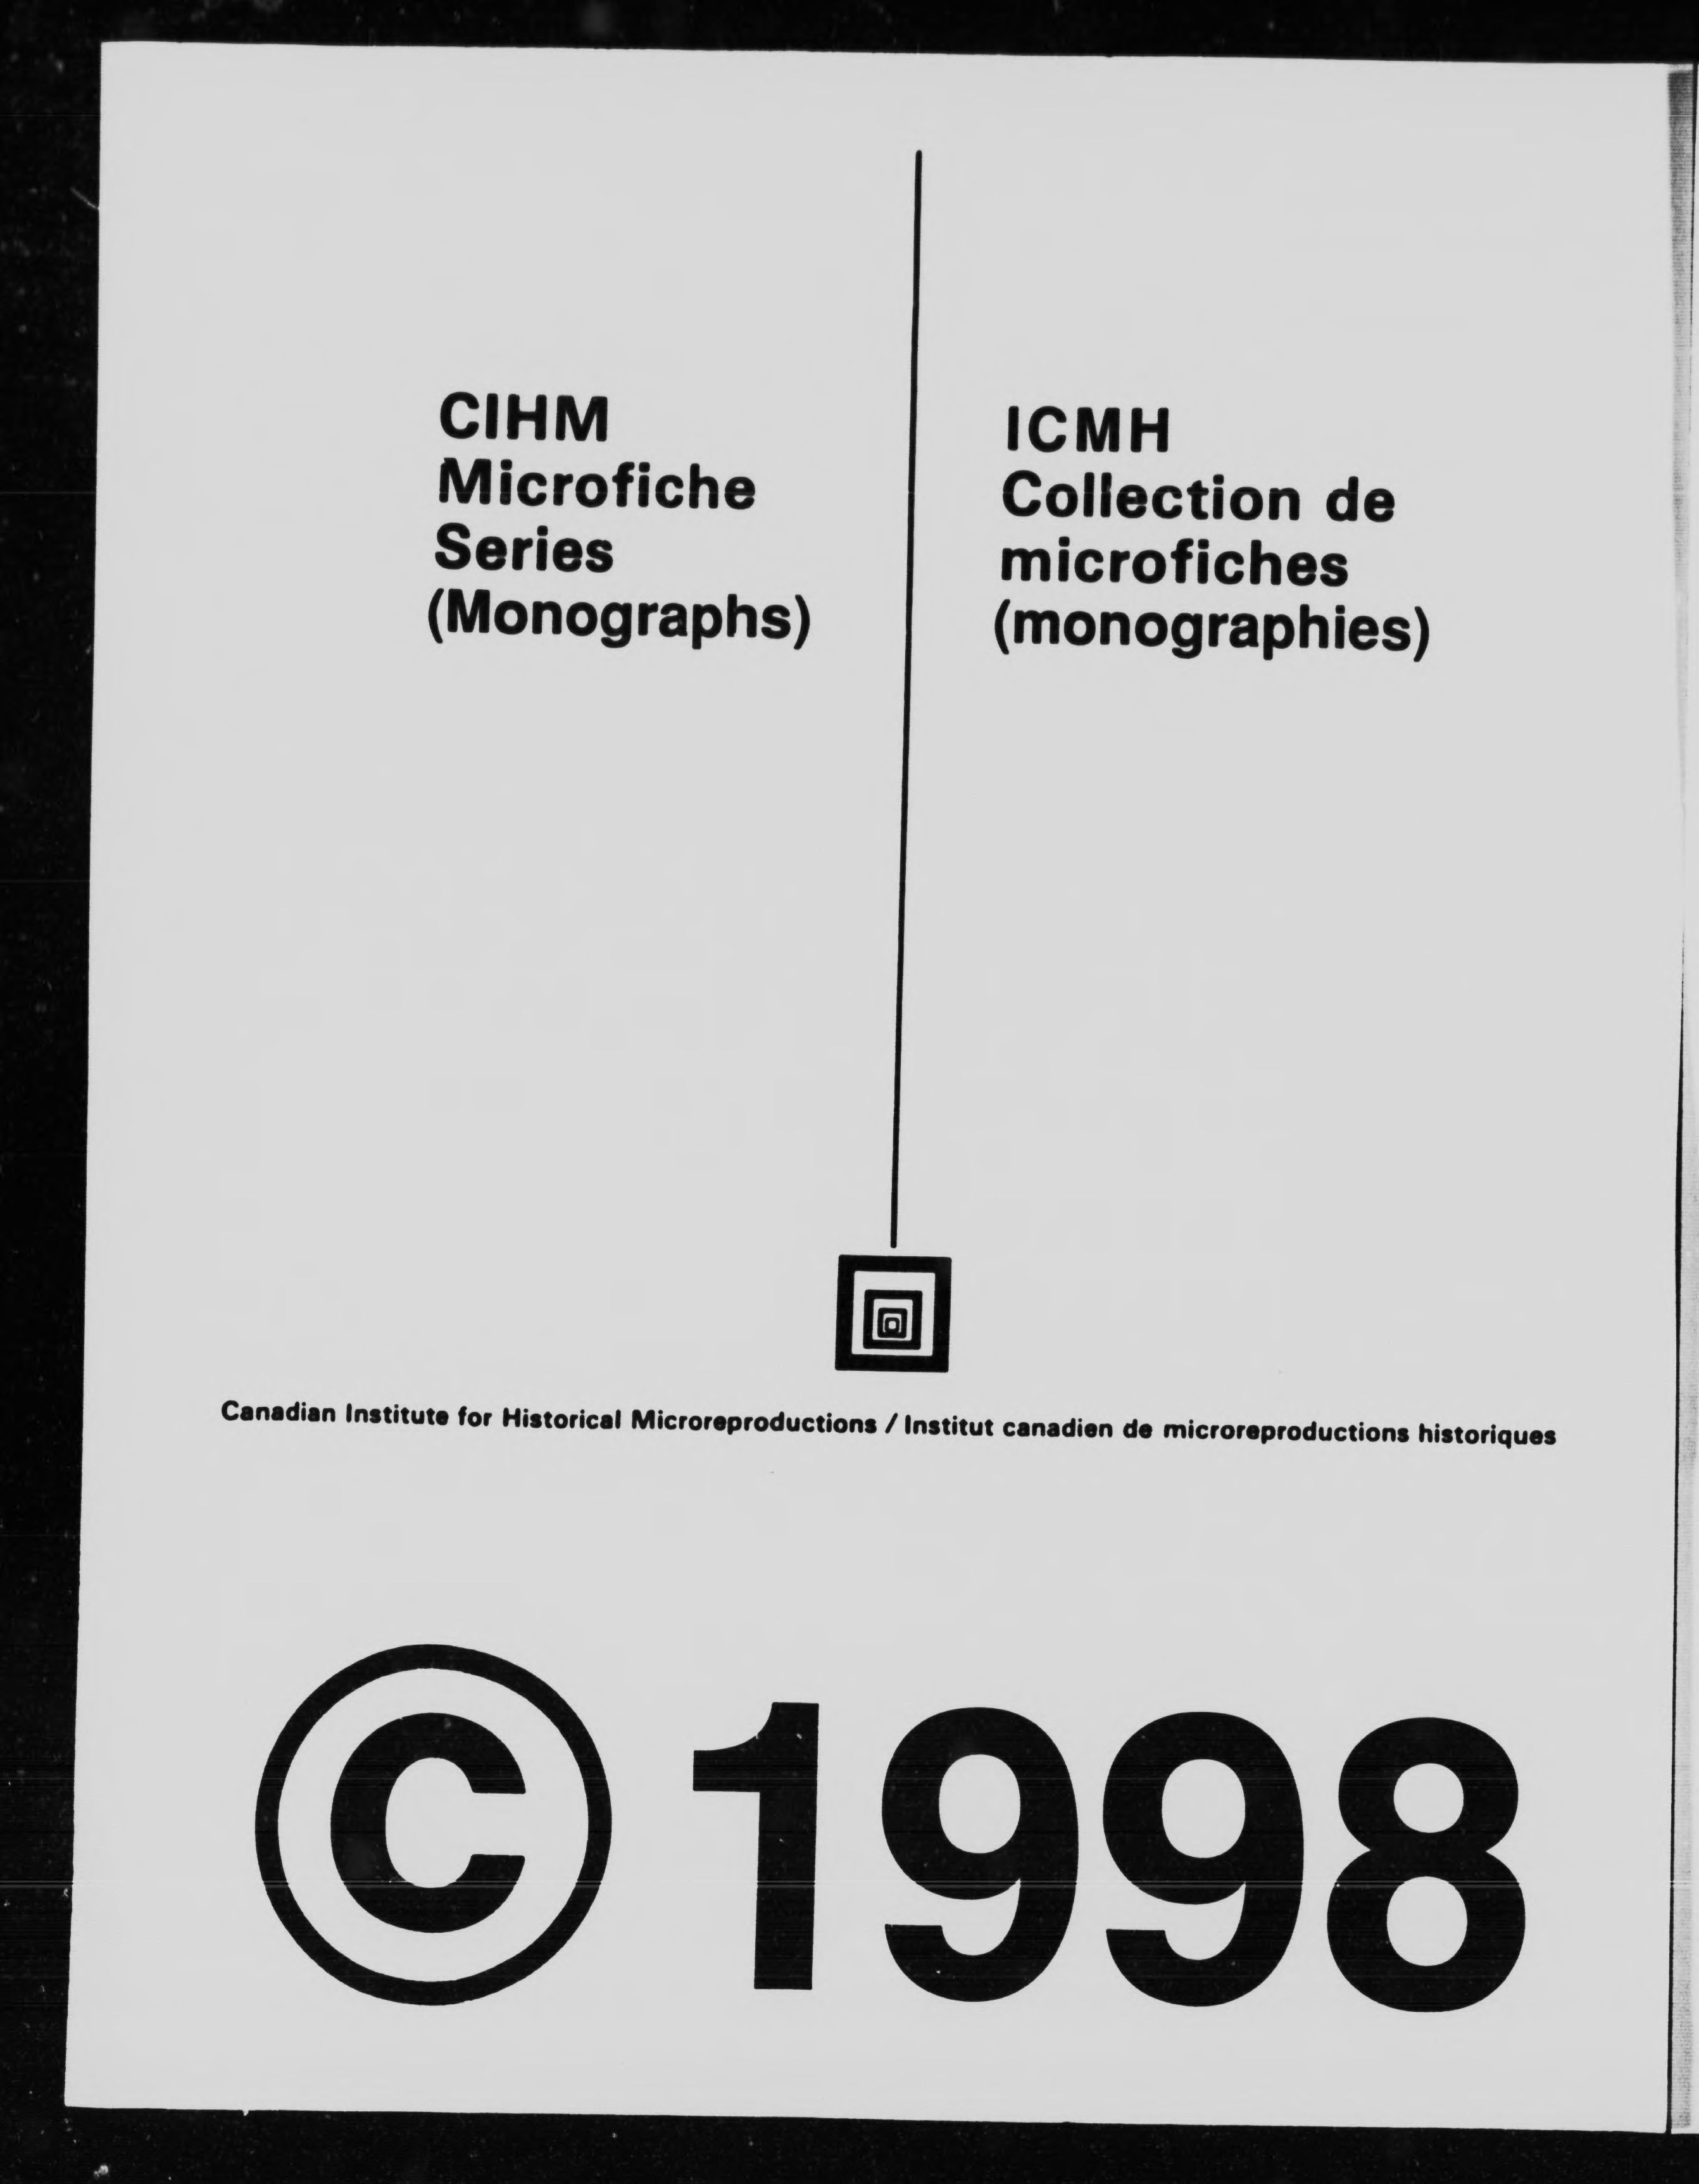 CIHM
Microfiche
Series
(Monographs)
ICMH
Collection de
microfiches
(monographies)
Canadian Institute for Historical Microreproductions / Institut canadien de microreproductions historiques
© 1998